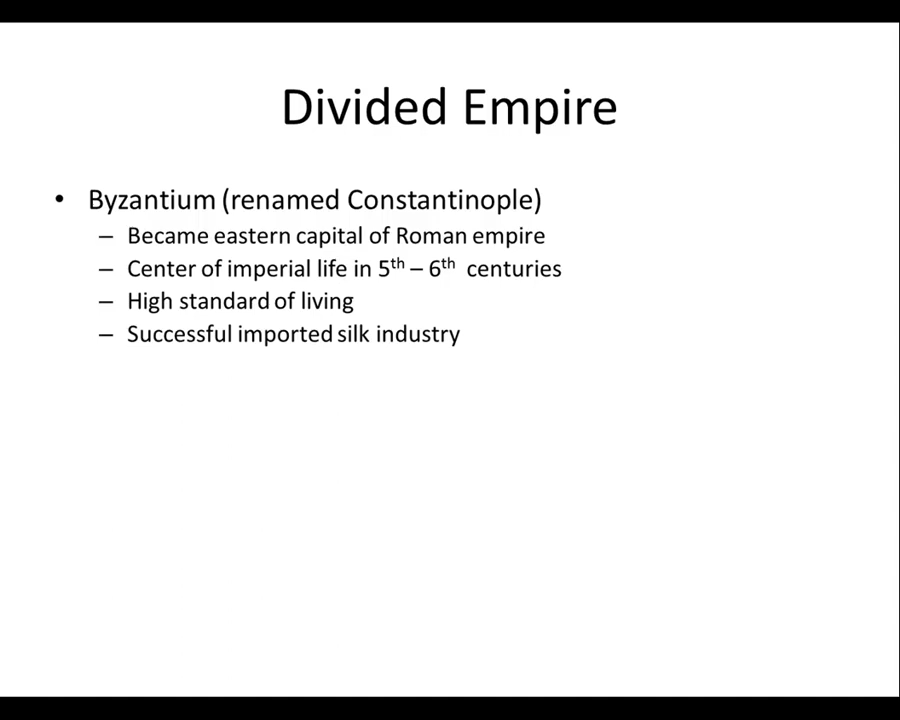 Divided Empire
• Byzantium (renamed Constantinople)
– Became eastern capital of Roman empire
– Center of imperial life in 5th – 6th centuries
– High standard of living
– Successful imported silk industry